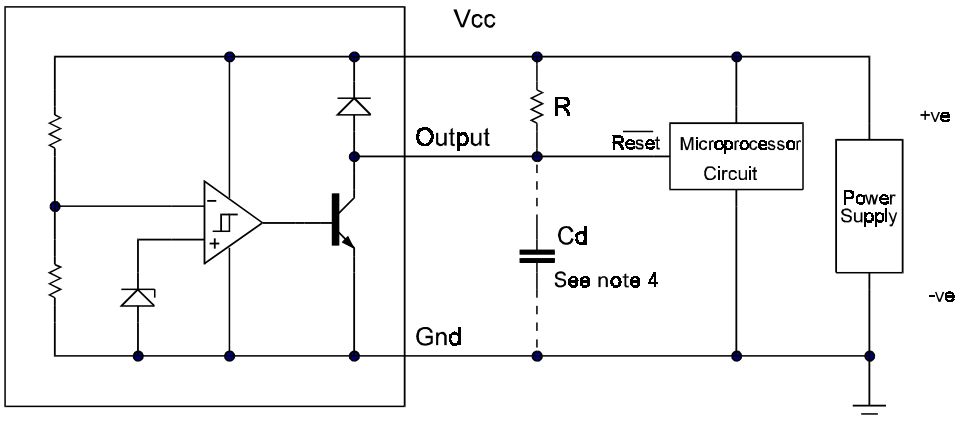 Vcc
R
+ve
Output
Reset
Microprocessor
Circuit
Power
Supply
−
+
Cd
See note 4
-ve
Gnd